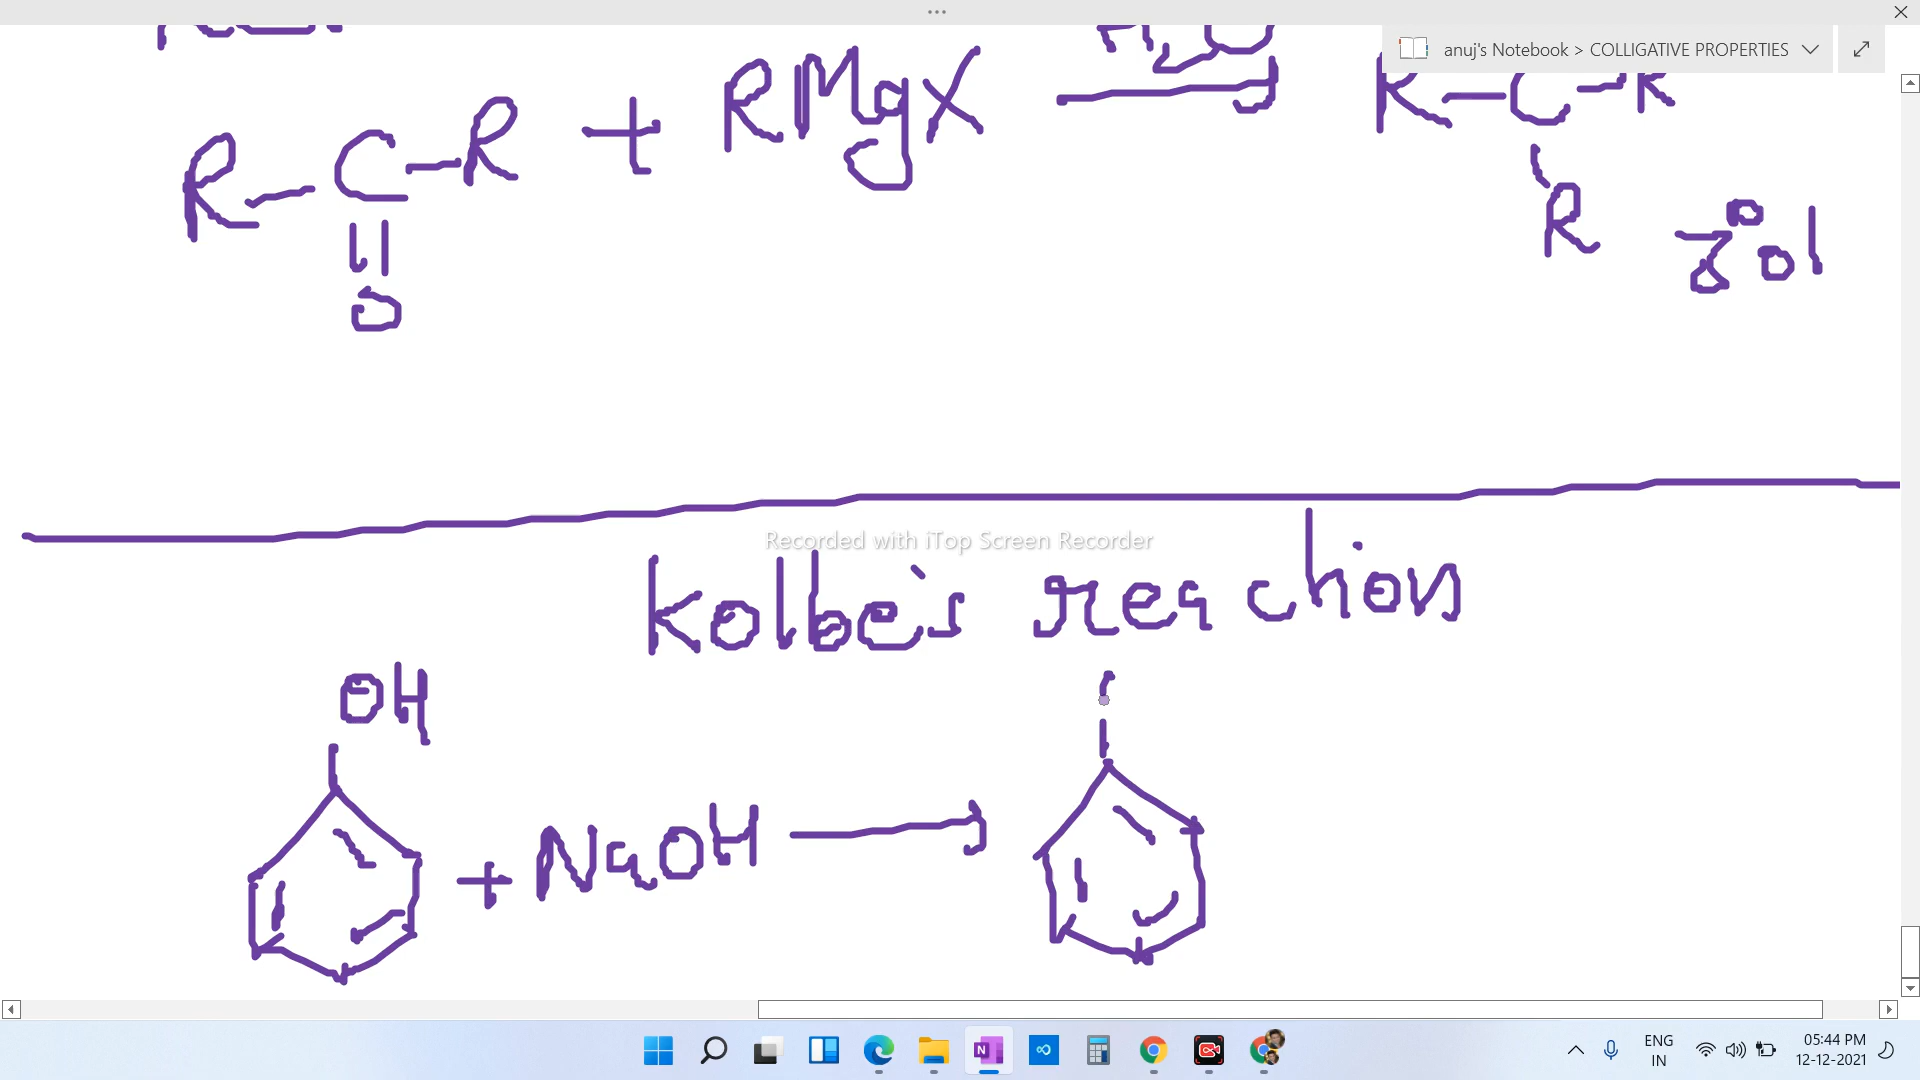 anuj's Notebook > COLLIGATIVE PROPERTIES
R-C-R + RMgX
O
R-C-R
R
3° ol
Recorded with iTop Screen Recorder
Kolbe's reaction
OH
+ NaOH
ENG
IN
05:44 PM
12-12-2021